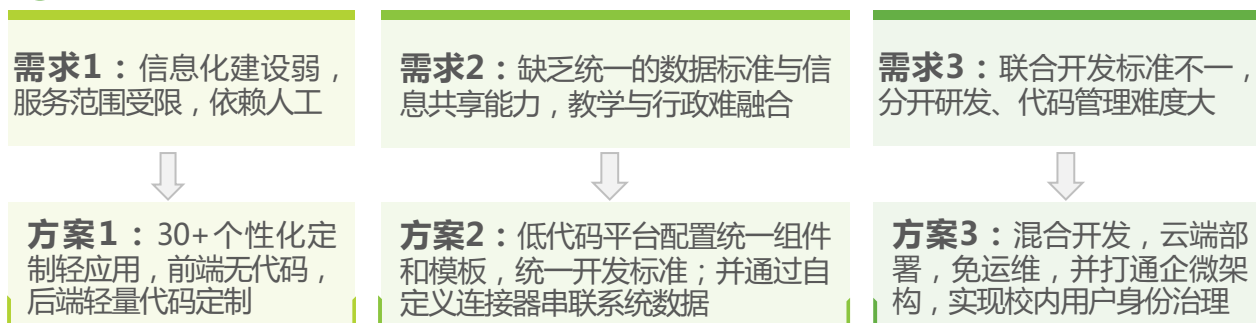 需求1：信息化建设弱，
服务范围受限，依赖人工
需求2：缺乏统一的数据标准与信
息共享能力，教学与行政难融合
需求3：联合开发标准不一，
分开研发、代码管理难度大
方案1：30+个性化定
制轻应用，前端无代码，
后端轻量代码定制
方案2：低代码平台配置统一组件
和模板，统一开发标准；并通过自
定义连接器串联系统数据
方案3：混合开发，云端部
署，免运维，并打通企微架
构，实现校内用户身份治理